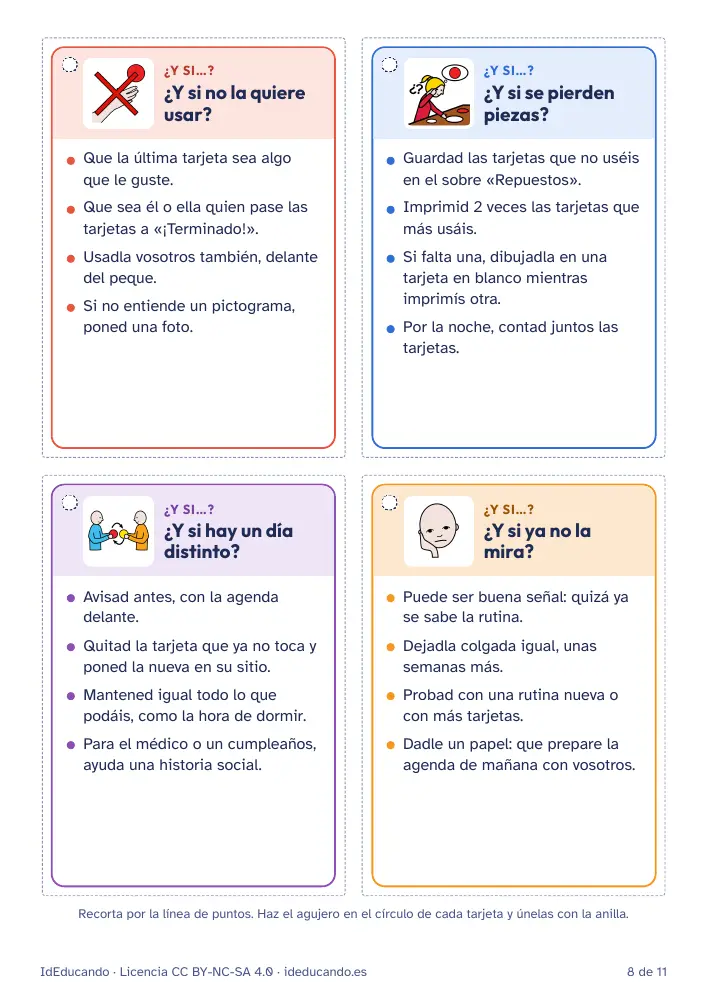 ¿Y SI...?
¿Y si no la quiere
usar?
Que la última tarjeta sea algo
que le guste.
Que sea él o ella quien pase las
tarjetas a «¡Terminado!».
Usadla vosotros también, delante
del peque.
Si no entiende un pictograma,
poned una foto.
¿Y SI...?
¿Y si se pierden
piezas?
¿?
Guardad las tarjetas que no uséis
en el sobre «Repuestos».
Imprimid 2 veces las tarjetas que
más usáis.
Si falta una, dibujadla en una
tarjeta en blanco mientras
imprimís otra.
Por la noche, contad juntos las
tarjetas.
¿Y SI...?
¿Y si hay un día
distinto?
Avisad antes, con la agenda
delante.
Quitad la tarjeta que ya no toca y
poned la nueva en su sitio.
Mantened igual todo lo que
podáis, como la hora de dormir.
Para el médico o un cumpleaños,
ayuda una historia social.
¿Y SI...?
¿Y si ya no la
mira?
Puede ser buena señal: quizá ya
se sabe la rutina.
Dejadla colgada igual, unas
semanas más.
Probad con una rutina nueva o
con más tarjetas.
Dadle un papel: que prepare la
agenda de mañana con vosotros.
Recorta por la línea de puntos. Haz el agujero en el círculo de cada tarjeta y únelas con la anilla.
IdEducando · Licencia CC BY-NC-SA 4.0 · ideducando.es
8 de 11